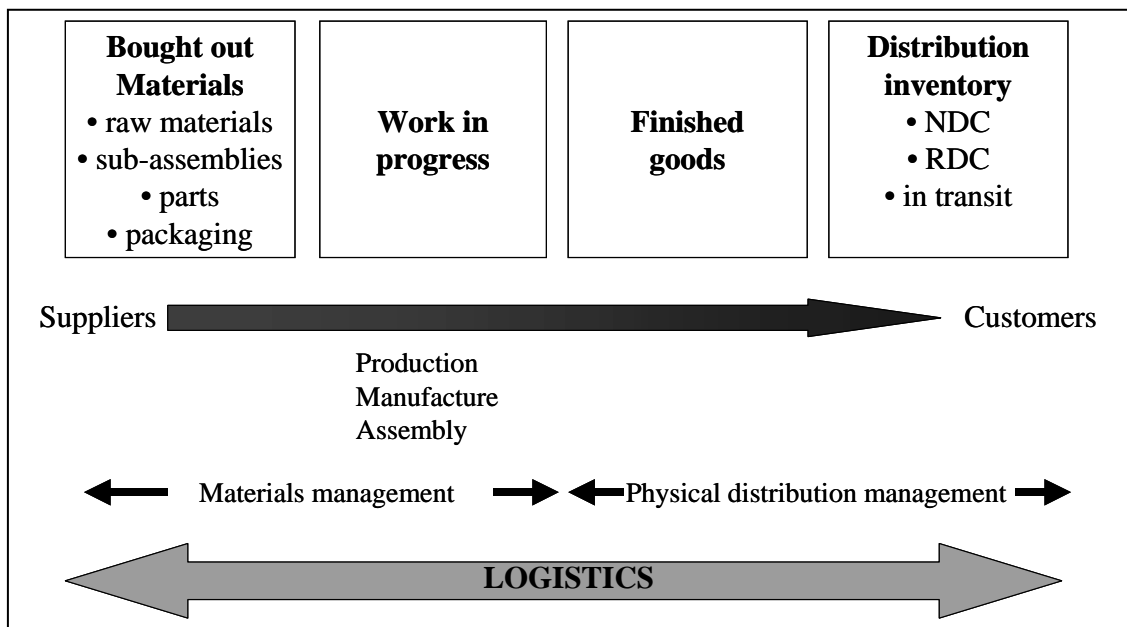 Bought out
Materials
• raw materials
• sub-assemblies
• parts
• packaging
Work in
progress
Finished
goods
Distribution
inventory
• NDC
• RDC
• in transit
Suppliers
Customers
Production
Manufacture
Assembly
Materials management
Physical distribution management
LOGISTICS